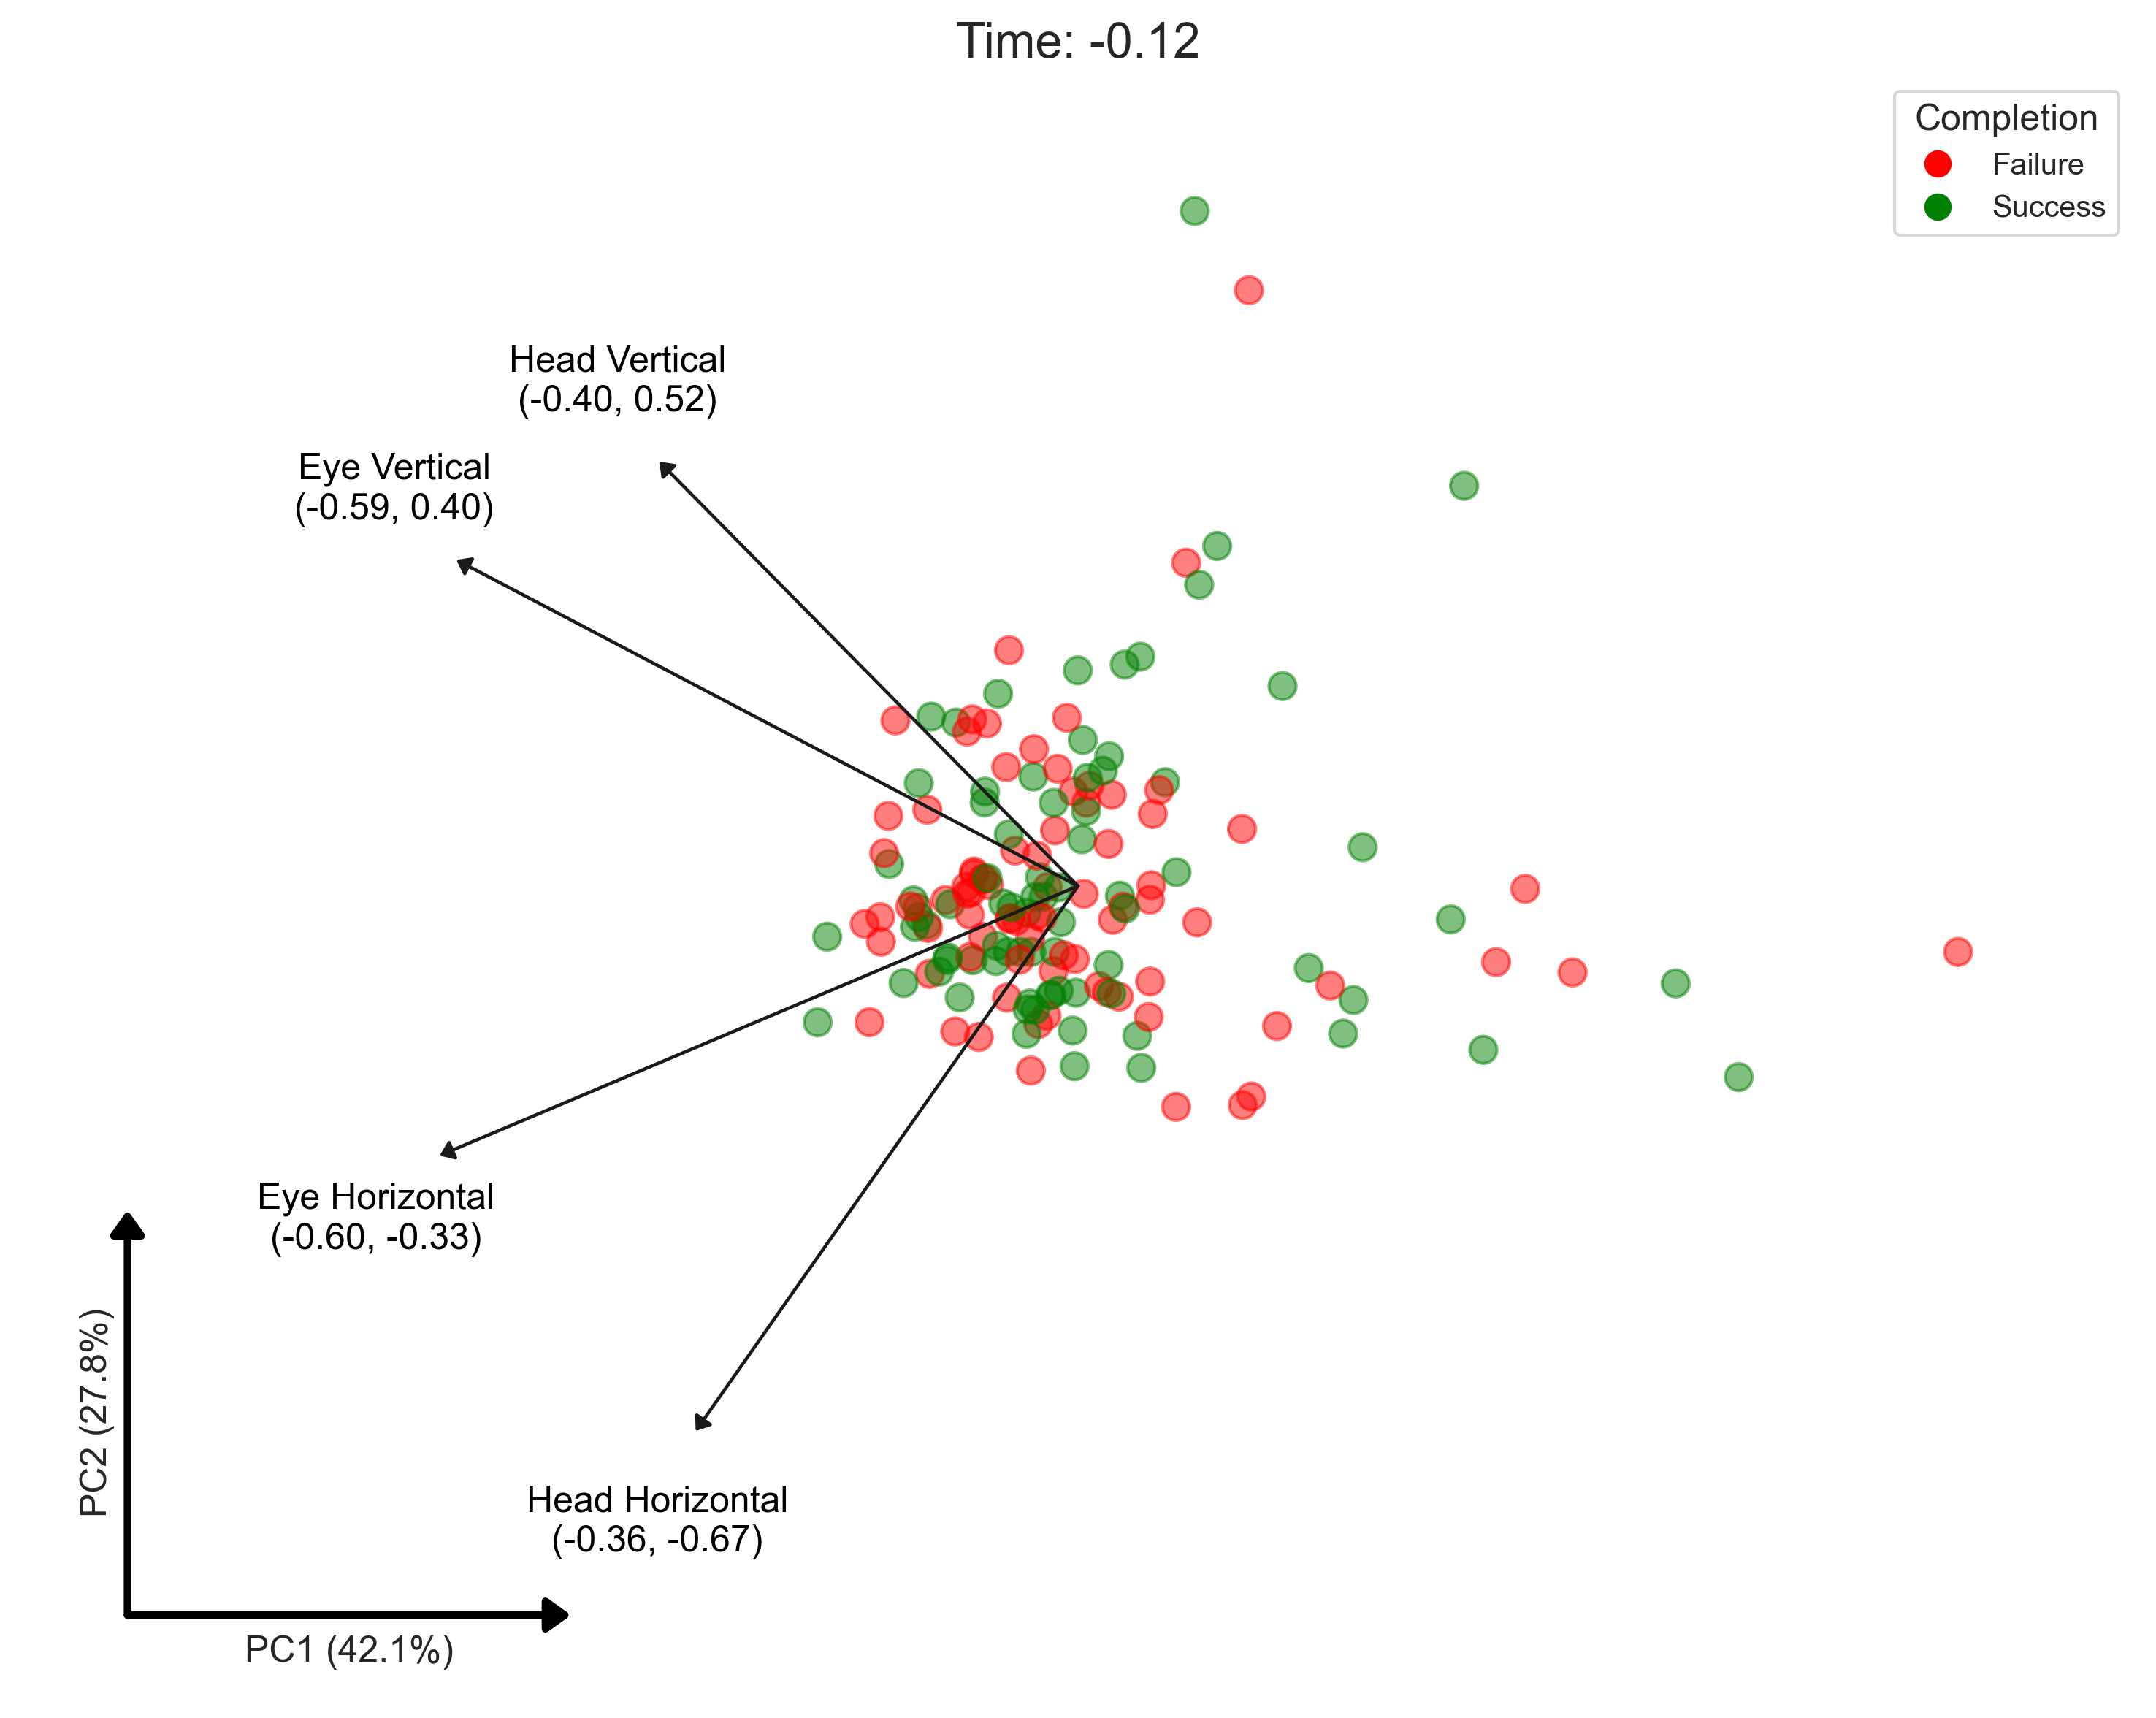 Time: -0.12
Completion
Failure
Success
Head Vertical
(-0.40, 0.52)
Eye Vertical
(-0.59, 0.40)
Eye Horizontal
(-0.60, -0.33)
Head Horizontal
(-0.36, -0.67)
PC2 (27.8%)
PC1 (42.1%)